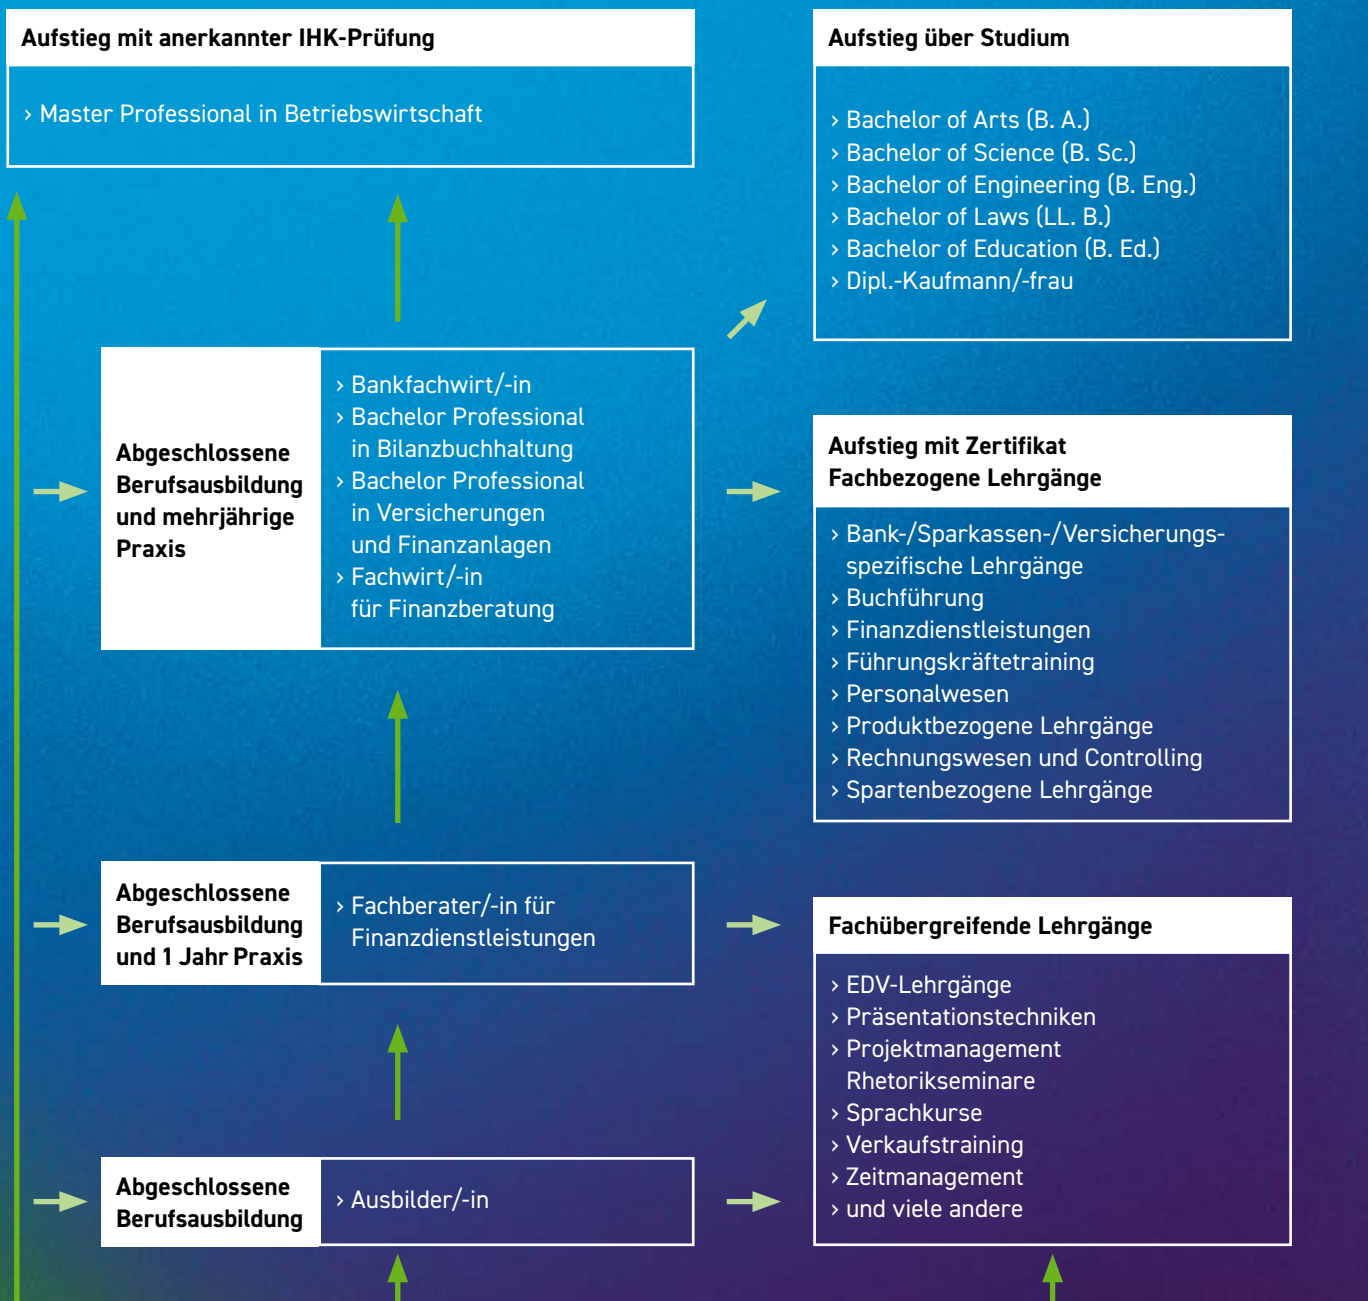 Aufstieg mit anerkannter IHK-Prüfung
› Master Professional in Betriebswirtschaft
Aufstieg über Studium
› Bachelor of Arts (B. A.)
› Bachelor of Science (B. Sc.)
› Bachelor of Engineering (B. Eng.)
› Bachelor of Laws (LL. B.)
› Bachelor of Education (B. Ed.)
› Dipl.-Kaufmann/-frau
Abgeschlossene
Berufsausbildung
und mehrjährige
Praxis
› Bankfachwirt/-in
› Bachelor Professional
in Bilanzbuchhaltung
› Bachelor Professional
in Versicherungen
und Finanzanlagen
› Fachwirt/-in
für Finanzberatung
Aufstieg mit Zertifikat
Fachbezogene Lehrgänge
› Bank-/Sparkassen-/Versicherungs-
spezifische Lehrgänge
› Buchführung
› Finanzdienstleistungen
› Führungskräftetraining
› Personalwesen
› Produktbezogene Lehrgänge
› Rechnungswesen und Controlling
› Spartenbezogene Lehrgänge
Abgeschlossene
Berufsausbildung
und 1 Jahr Praxis
› Fachberater/-in für
Finanzdienstleistungen
Fachübergreifende Lehrgänge
› EDV-Lehrgänge
› Präsentationstechniken
› Projektmanagement
Rhetorikseminare
› Sprachkurse
› Verkaufstraining
› Zeitmanagement
› und viele andere
Abgeschlossene
Berufsausbildung
› Ausbilder/-in